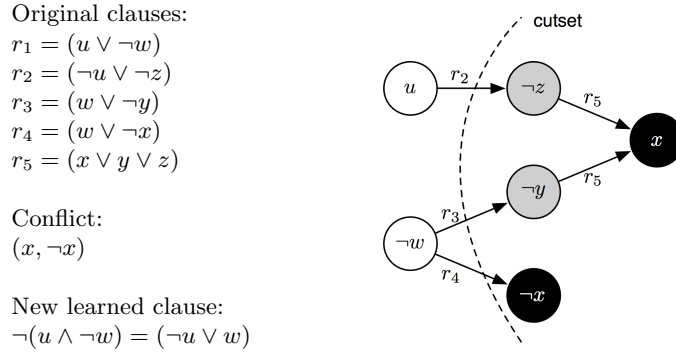 Original clauses:
r₁ = (u ∨ ¬w)
r₂ = (¬u ∨ ¬z)
r₃ = (w ∨ ¬y)
r₄ = (w ∨ ¬x)
r₅ = (x ∨ y ∨ z)
Conflict:
(x, ¬x)
New learned clause:
¬(u ∧ ¬w) = (¬u ∨ w)
cutset
u
r₂
¬z
r₅
x
r₅
¬y
r₃
¬w
r₄
¬x